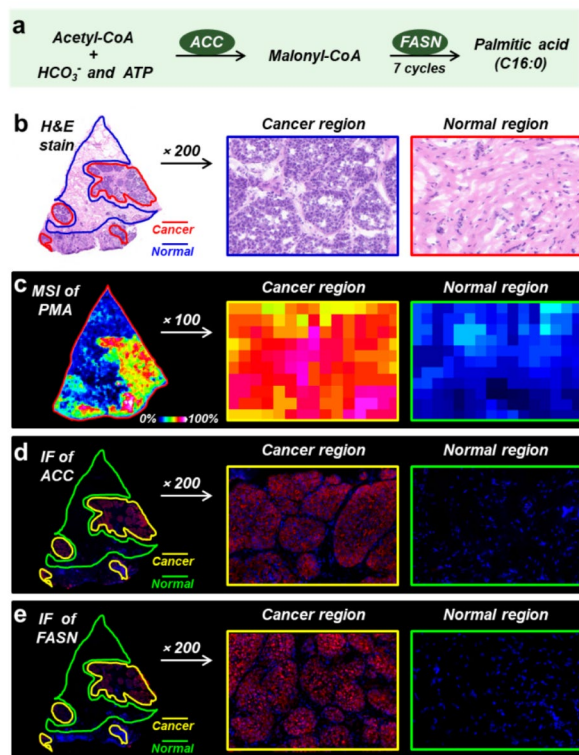 a
Acetyl-CoA
+
HCO₃⁻ and ATP
ACC
Malonyl-CoA
FASN
7 cycles
Palmitic acid
(C16:0)
b
H&E
stain
× 200
Cancer region
Normal region
Cancer
Normal
c
MSI of
PMA
× 100
Cancer region
Normal region
0%
100%
d
IF of
ACC
× 200
Cancer region
Normal region
Cancer
Normal
e
IF of
FASN
× 200
Cancer region
Normal region
Cancer
Normal